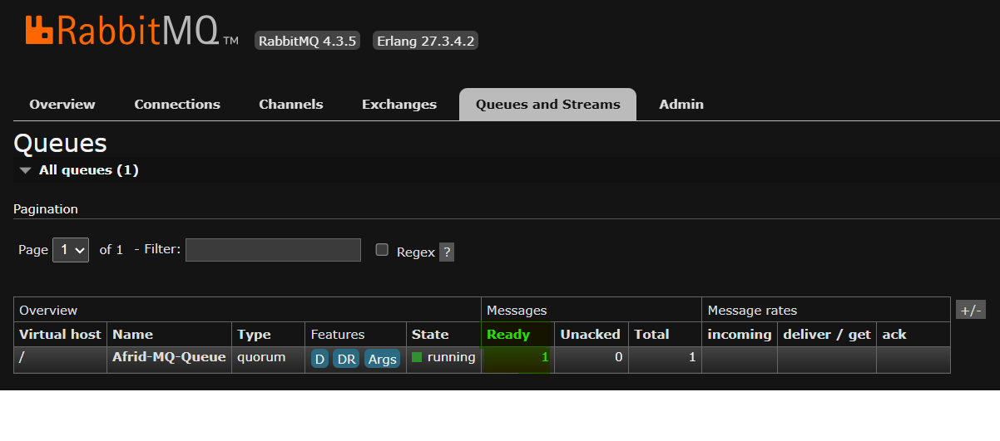 RabbitMQ TM RabbitMQ 4.3.5 Erlang 27.3.4.2
Overview Connections Channels Exchanges Queues and Streams Admin
Queues
All queues (1)
Pagination
Page 1 of 1 - Filter: Regex ?
Overview Messages Message rates +/-
Virtual host Name Type Features State Ready Unacked Total incoming deliver / get ack
/ Afrid-MQ-Queue quorum D DR Args running 1 0 1